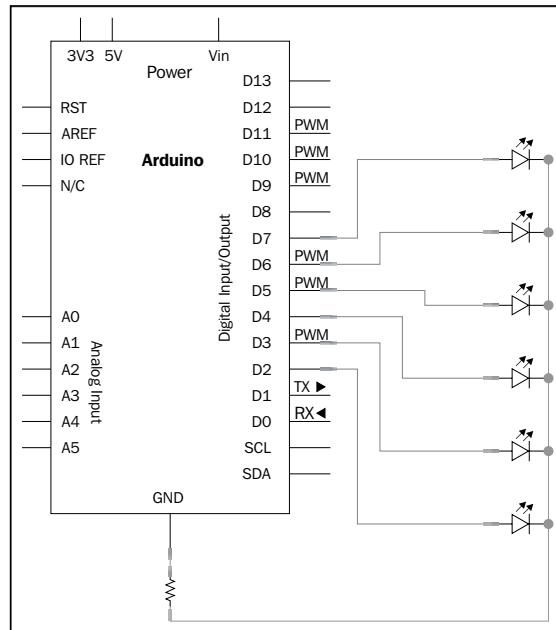 3V3 5V Vin
Power
D13
RST D12
AREF D11 PWM
IO REF Arduino D10 PWM
N/C D9 PWM
D8
D7
D6 PWM
D5 PWM
A0 D4
A1 D3 PWM
A2 D2
A3 D1 TX ▶
A4 D0 RX ◀
A5 SCL
SDA
Digital Input/Output
Analog Input
GND